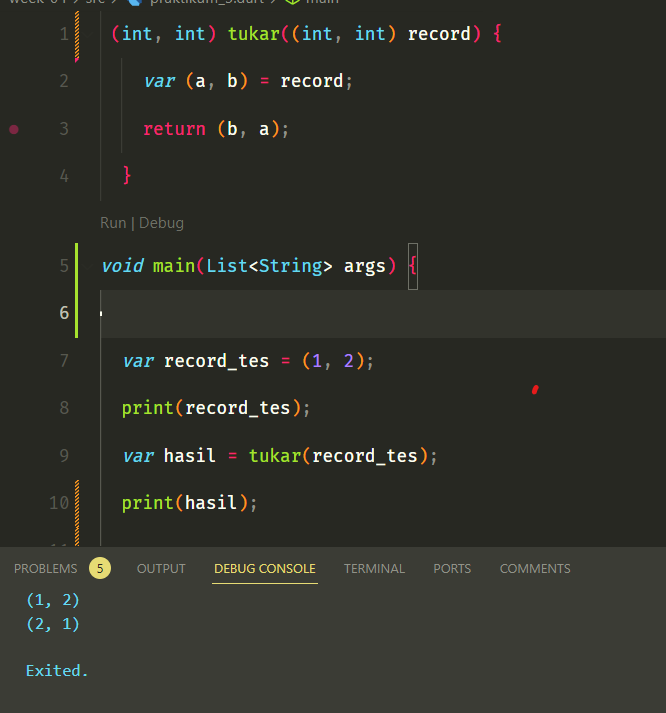 week-04 > src > praktikum_5.dart > main
1 (int, int) tukar((int, int) record) {
2 var (a, b) = record;
3 return (b, a);
4 }
Run | Debug
5 void main(List<String> args) {
6
7 var record_tes = (1, 2);
8 print(record_tes);
9 var hasil = tukar(record_tes);
10 print(hasil);
PROBLEMS 5 OUTPUT DEBUG CONSOLE TERMINAL PORTS COMMENTS
(1, 2)
(2, 1)
Exited.